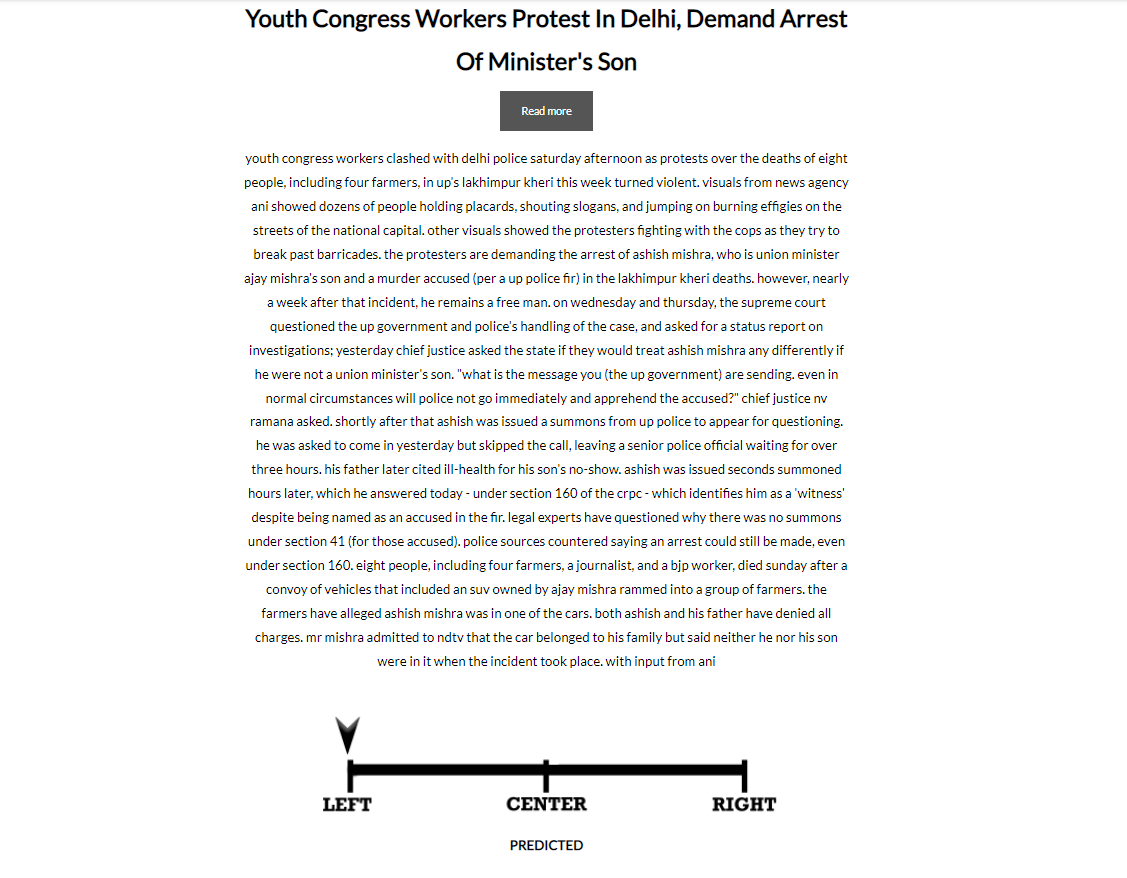 Youth Congress Workers Protest In Delhi, Demand Arrest
Of Minister's Son
Read more
youth congress workers clashed with delhi police saturday afternoon as protests over the deaths of eight
people, including four farmers, in up's lakhimpur kheri this week turned violent. visuals from news agency
ani showed dozens of people holding placards, shouting slogans, and jumping on burning effigies on the
streets of the national capital. other visuals showed the protesters fighting with the cops as they try to
break past barricades. the protesters are demanding the arrest of ashish mishra, who is union minister
ajay mishra's son and a murder accused (per a up police fir) in the lakhimpur kheri deaths. however, nearly
a week after that incident, he remains a free man. on wednesday and thursday, the supreme court
questioned the up government and police's handling of the case, and asked for a status report on
investigations; yesterday chief justice asked the state if they would treat ashish mishra any differently if
he were not a union minister's son. "what is the message you (the up government) are sending. even in
normal circumstances will police not go immediately and apprehend the accused?" chief justice nv
ramana asked. shortly after that ashish was issued a summons from up police to appear for questioning.
he was asked to come in yesterday but skipped the call, leaving a senior police official waiting for over
three hours. his father later cited ill-health for his son's no-show. ashish was issued seconds summoned
hours later, which he answered today - under section 160 of the crpc - which identifies him as a 'witness'
despite being named as an accused in the fir. legal experts have questioned why there was no summons
under section 41 (for those accused). police sources countered saying an arrest could still be made, even
under section 160. eight people, including four farmers, a journalist, and a bjp worker, died sunday after a
convoy of vehicles that included an suv owned by ajay mishra rammed into a group of farmers. the
farmers have alleged ashish mishra was in one of the cars. both ashish and his father have denied all
charges. mr mishra admitted to ndtv that the car belonged to his family but said neither he nor his son
were in it when the incident took place. with input from ani
LEFT CENTER RIGHT
PREDICTED